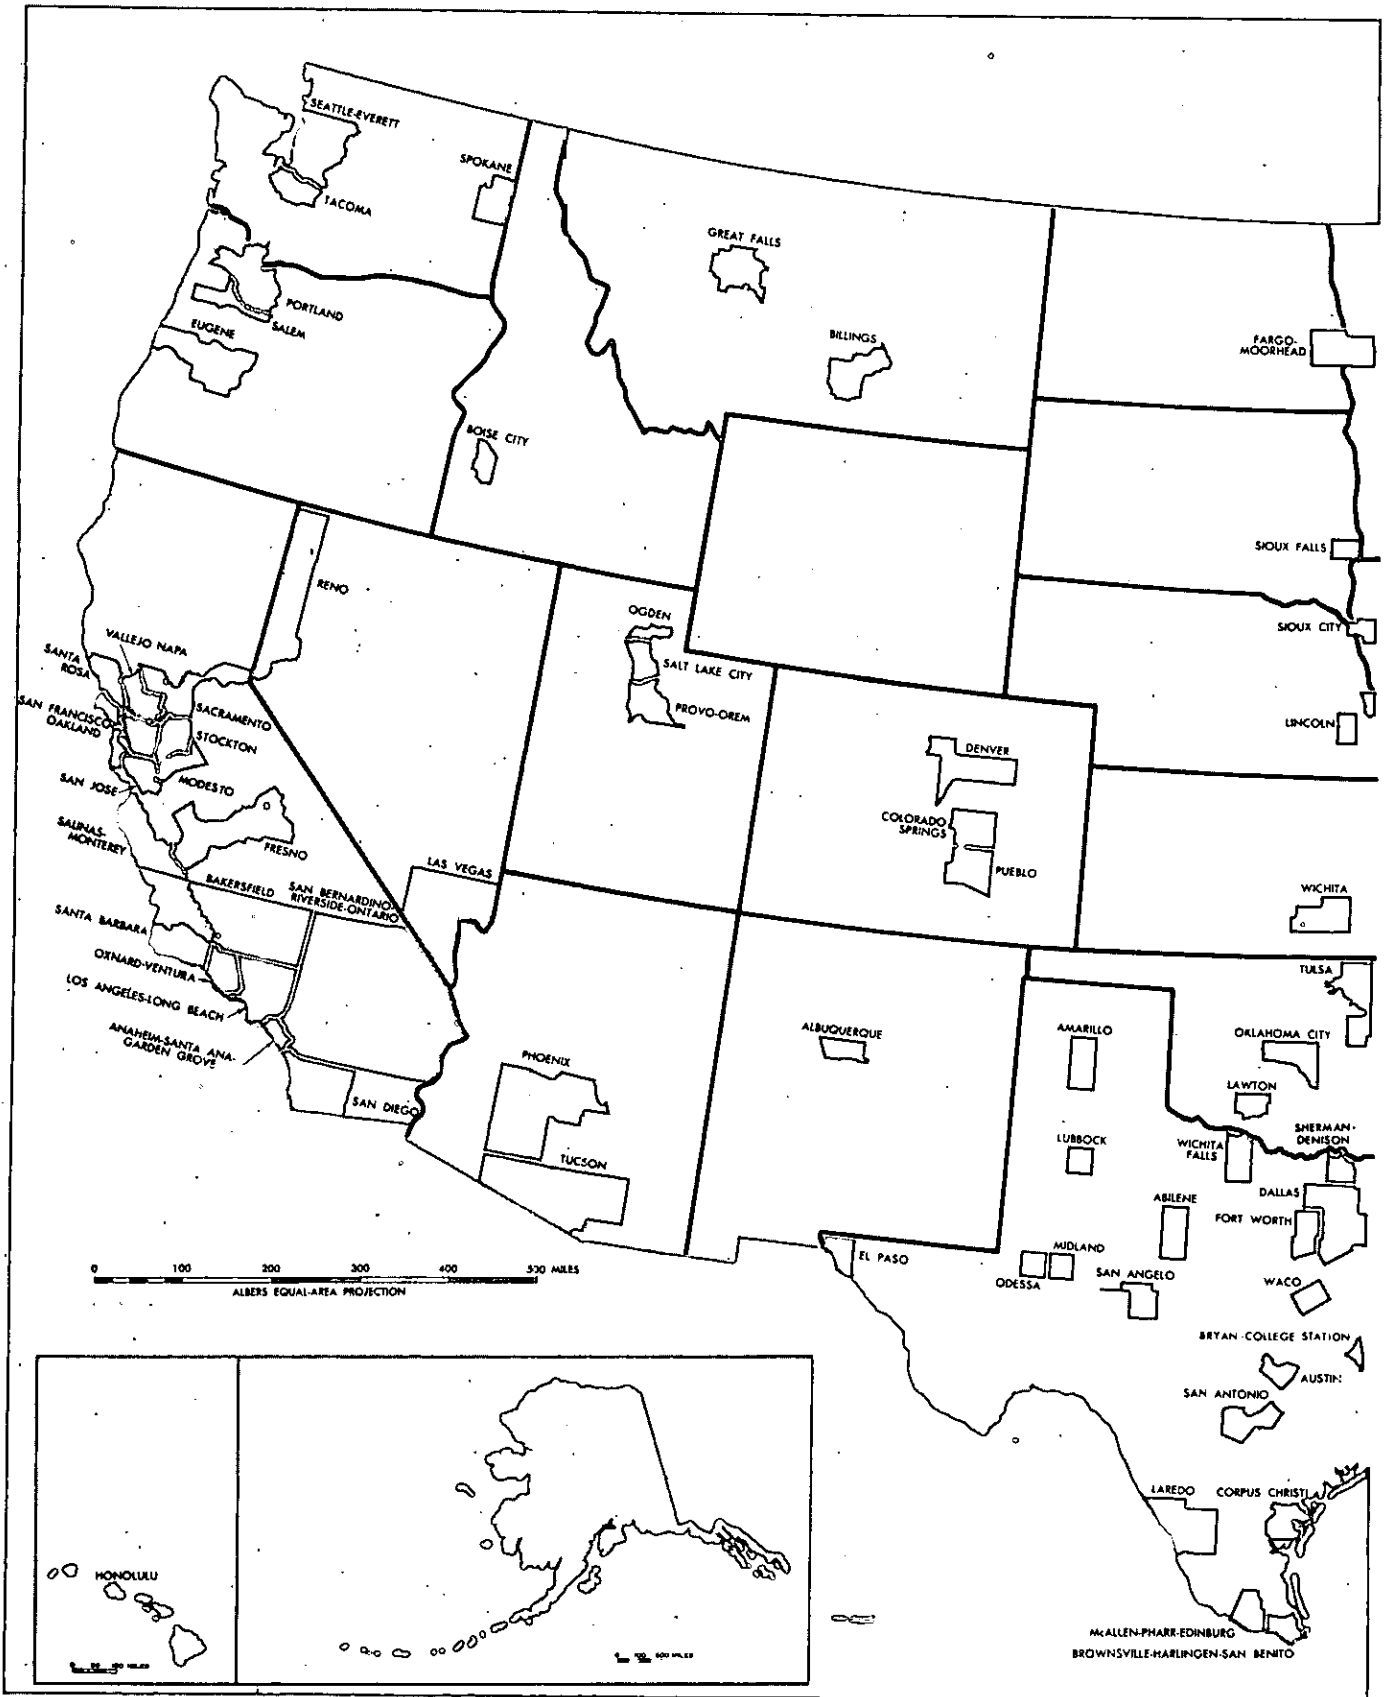 SEATTLE-EVERETT
SPOKANE
TACOMA
GREAT FALLS
PORTLAND
SALEM
EUGENE
BILLINGS
FARGO-
MOORHEAD
BOISE CITY
SIOUX FALLS
RENO
OGDEN
SIOUX CITY
VALLEJO NAPA
SANTA
ROSA
SALT LAKE CITY
SAN FRANCISCO
OAKLAND
SACRAMENTO
PROVO-OREM
LINCOLN
STOCKTON
DENVER
SAN JOSE
MODESTO
COLORADO
SPRINGS
SALINAS-
MONTEREY
FRESNO
LAS VEGAS
PUEBLO
BAKERSFIELD
SAN BERNARDINO-
RIVERSIDE-ONTARIO
WICHITA
SANTA BARBARA
OXNARD-VENTURA
TULSA
LOS ANGELES-LONG BEACH
ANAHEIM-SANTA ANA-
GARDEN GROVE
ALBUQUERQUE
AMARILLO
OKLAHOMA CITY
PHOENIX
LAWTON
SAN DIEGO
SHERMAN-
DENISON
LUBBOCK
WICHITA
FALLS
TUCSON
ABILENE
DALLAS
FORT WORTH
EL PASO
MIDLAND
ODESSA
SAN ANGELO
WACO
0 100 200 300 400 500 MILES
ALBERS EQUAL-AREA PROJECTION
BRYAN-COLLEGE STATION
AUSTIN
SAN ANTONIO
LAREDO
CORPUS CHRISTI
HONOLULU
McALLEN-PHARR-EDINBURG
BROWNSVILLE-HARLINGEN-SAN BENITO